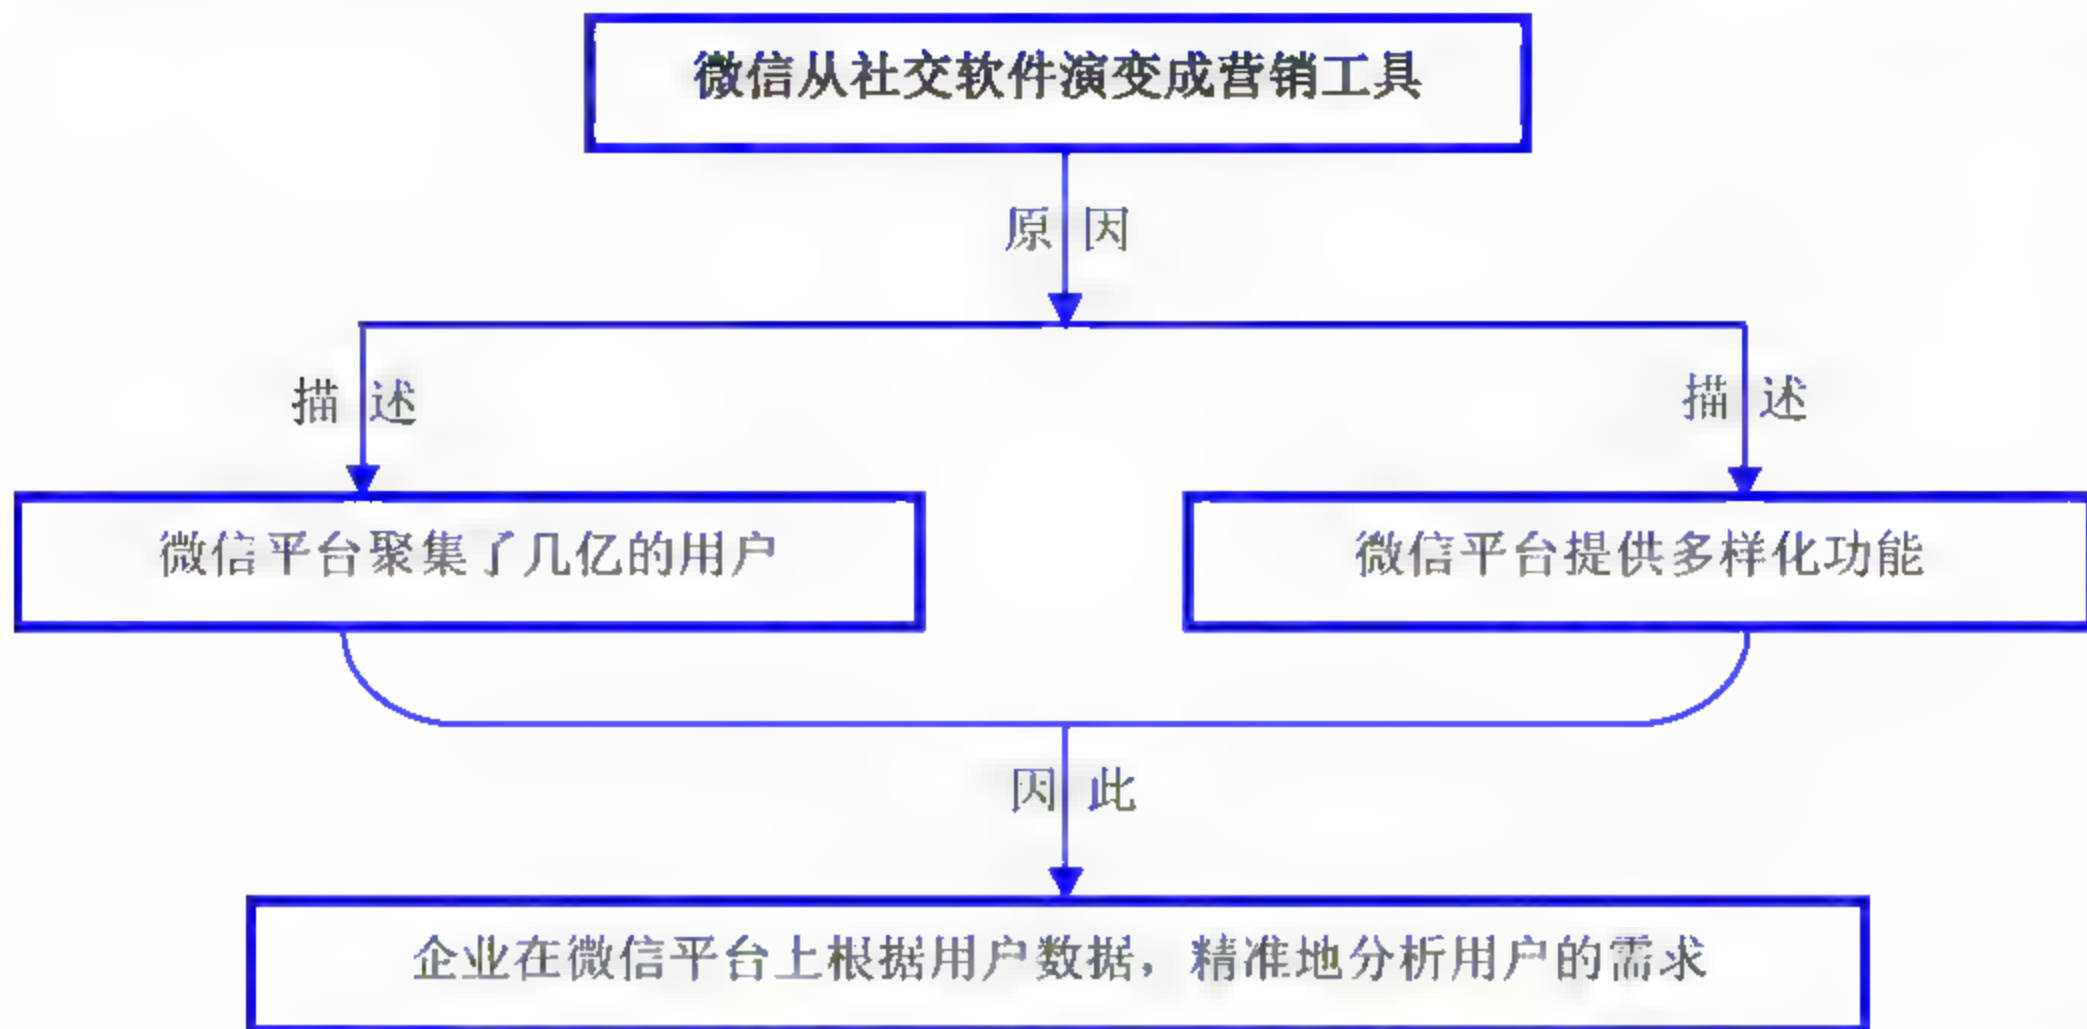 微信从社交软件演变成营销工具
原因
描述
描述
微信平台聚集了几亿的用户
微信平台提供多样化功能
因此
企业在微信平台上根据用户数据，精准地分析用户的需求